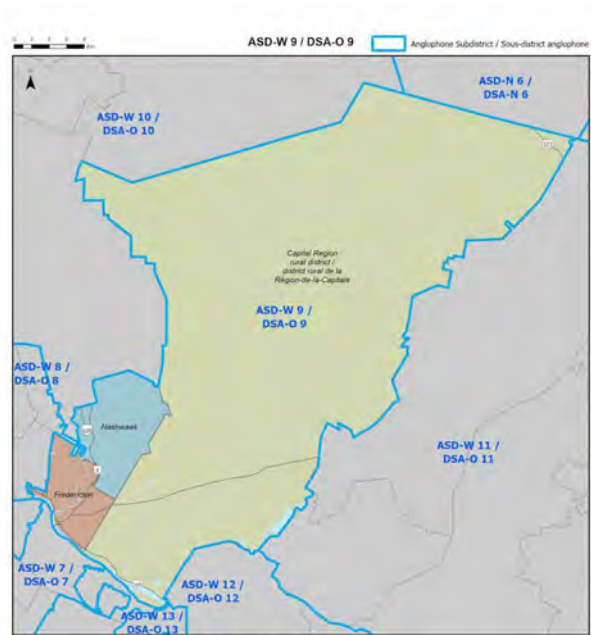 ASD-W 9 / DSA-O 9
Anglophone Subdistrict / Sous-district anglophone
ASD-N 6 /
DSA-N 6
ASD-W 10 /
DSA-O 10
Capital Region
rural district /
district rural de la
Région-de-la-Capitale
ASD-W 9 /
DSA-O 9
ASD-W 8 /
DSA-O 8
Nashwaak
ASD-W 11 /
DSA-O 11
Fredericton
ASD-W 7 /
DSA-O 7
ASD-W 12 /
DSA-O 12
ASD-W 13 /
DSA-O 13